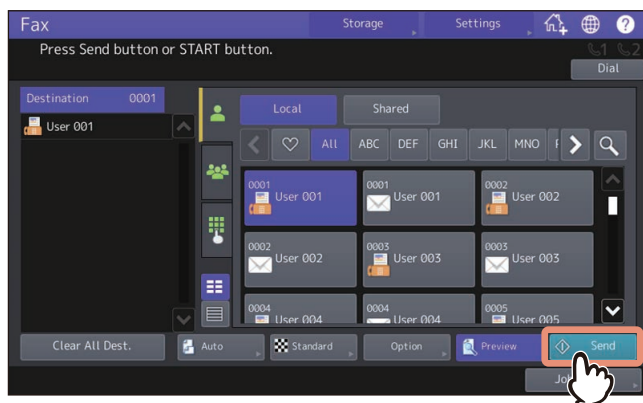 Fax
Storage
Settings
?
Press Send button or START button.
1
2
Dial
Destination 0001
User 001
Local
Shared
All
ABC
DEF
GHI
JKL
MNO
0001 User 001
0001 User 001
0002 User 002
0002 User 002
0003 User 003
0003 User 003
0004 User 004
0004 User 004
0005 User 005
Clear All Dest.
Auto
Standard
Option
Preview
Send